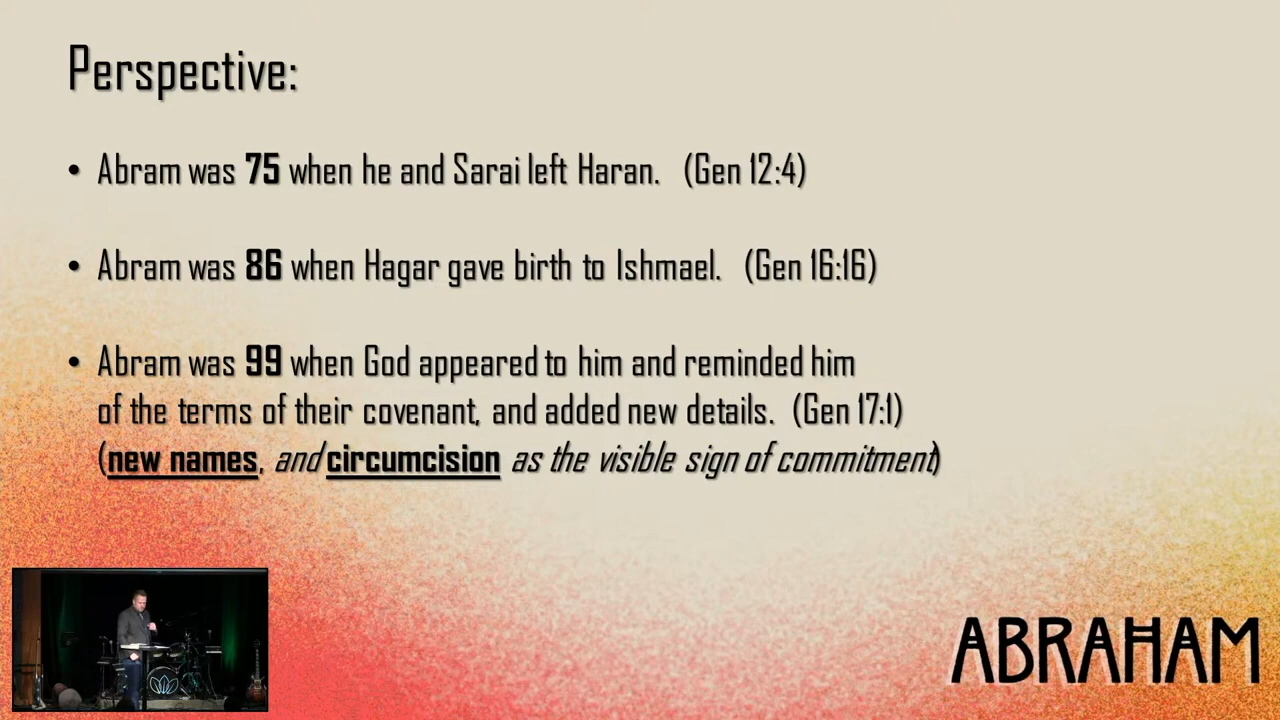 Perspective:
• Abram was 75 when he and Sarai left Haran. (Gen 12:4)
• Abram was 86 when Hagar gave birth to Ishmael. (Gen 16:16)
• Abram was 99 when God appeared to him and reminded him
of the terms of their covenant, and added new details. (Gen 17:1)
(new names, and circumcision as the visible sign of commitment)
ABRAHAM